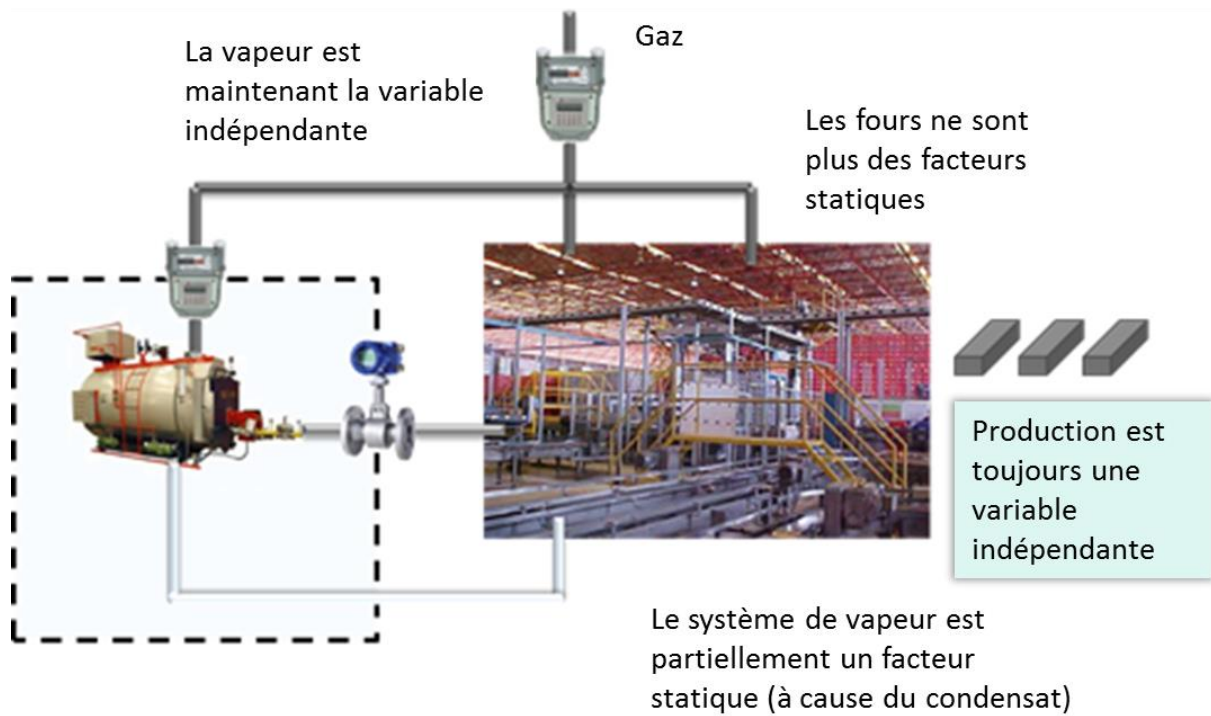 La vapeur est
maintenant la variable
indépendante
Gaz
Les fours ne sont
plus des facteurs
statiques
Production est
toujours une
variable
indépendante
Le système de vapeur est
partiellement un facteur
statique (à cause du condensat)